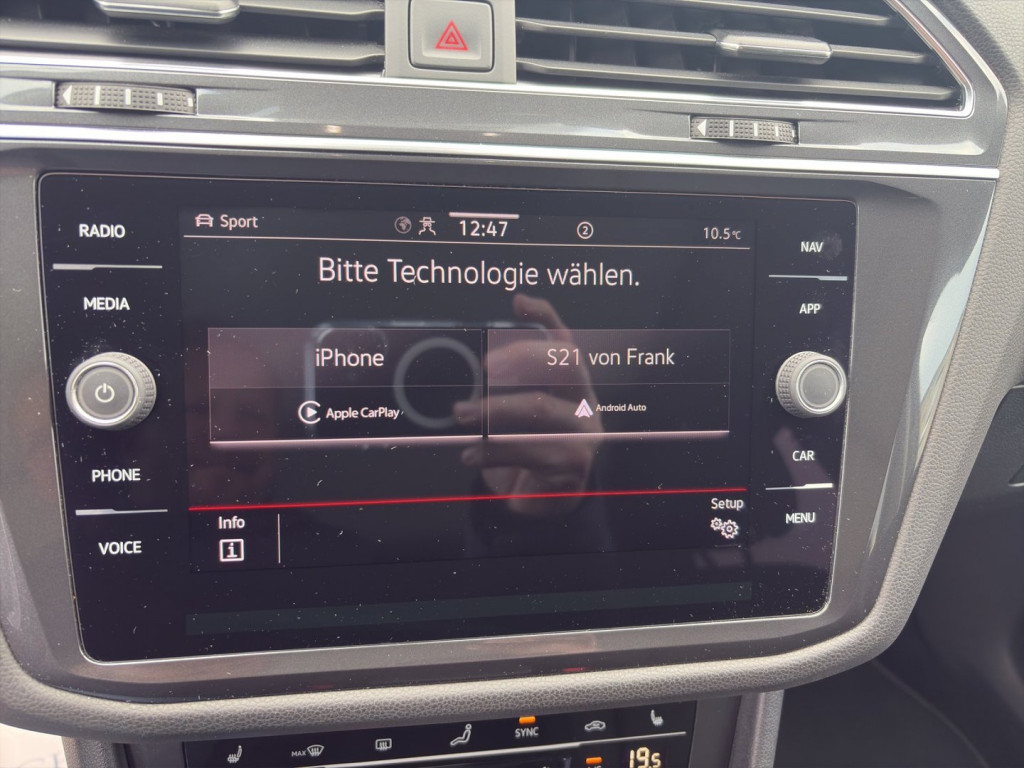 RADIO
MEDIA
PHONE
VOICE
Sport
12:47
2
10.5°C
Bitte Technologie wählen.
iPhone
Apple CarPlay
S21 von Frank
Android Auto
Info
i
Setup
NAV
APP
CAR
MENU
MAX
SYNC
19.5